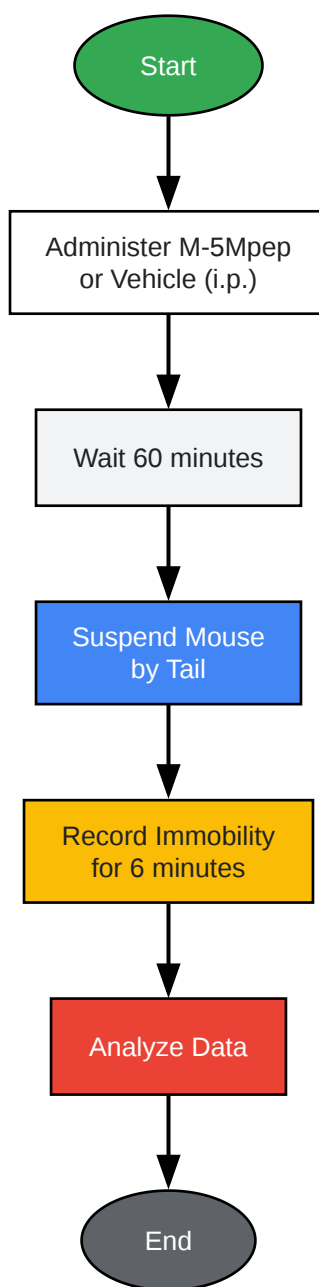 Start
Administer M-5Mpep
or Vehicle (i.p.)
Wait 60 minutes
Suspend Mouse
by Tail
Record Immobility
for 6 minutes
Analyze Data
End